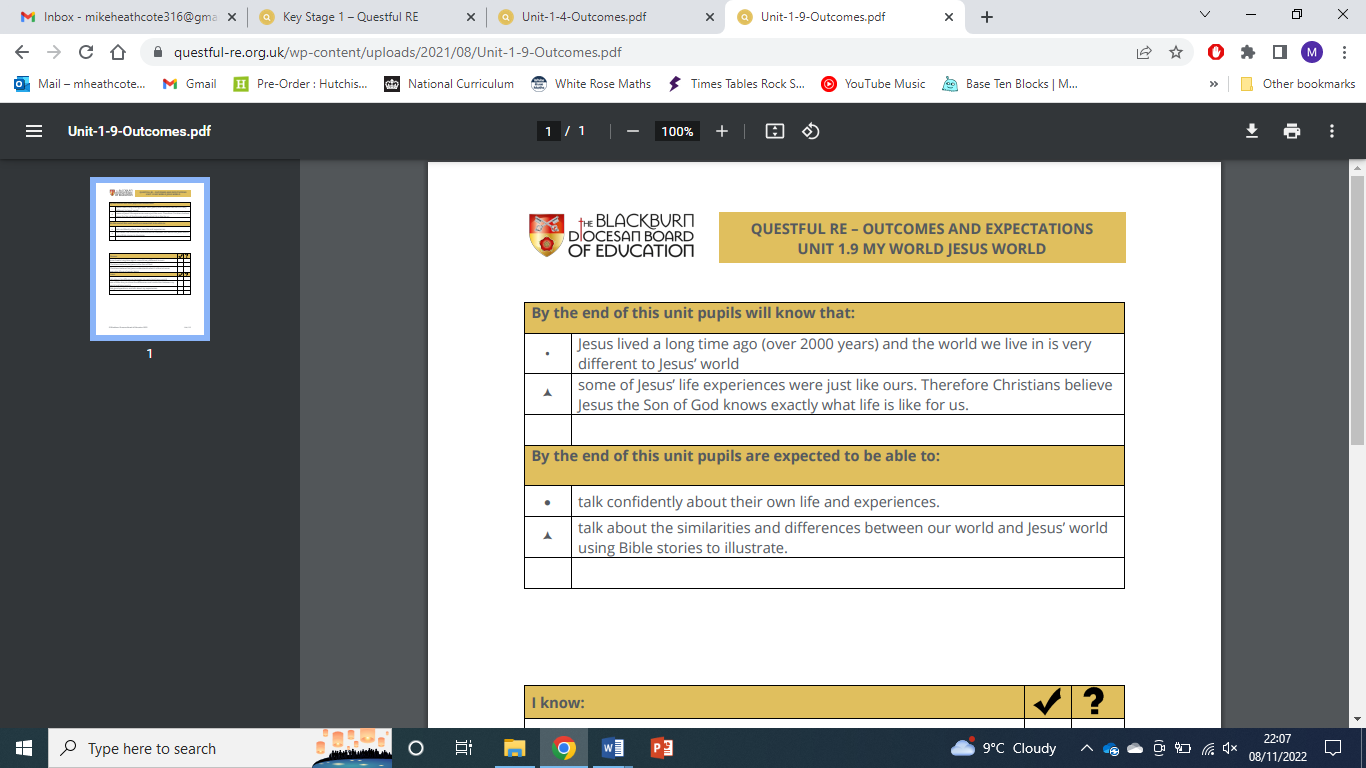 Inbox - mikeheathcote316@gma
Key Stage 1 – Questful RE
Unit-1-4-Outcomes.pdf
Unit-1-9-Outcomes.pdf
questful-re.org.uk/wp-content/uploads/2021/08/Unit-1-9-Outcomes.pdf
M
Mail – mheathcote...
Gmail
Pre-Order : Hutchis...
National Curriculum
White Rose Maths
Times Tables Rock S...
YouTube Music
Base Ten Blocks | M...
»
Other bookmarks
Unit-1-9-Outcomes.pdf
1 / 1
100%
1
THE BLACKBURN
DIOCESAN BOARD
OF EDUCATION
QUESTFUL RE – OUTCOMES AND EXPECTATIONS
UNIT 1.9 MY WORLD JESUS WORLD
By the end of this unit pupils will know that:
Jesus lived a long time ago (over 2000 years) and the world we live in is very
different to Jesus’ world
some of Jesus’ life experiences were just like ours. Therefore Christians believe
Jesus the Son of God knows exactly what life is like for us.
By the end of this unit pupils are expected to be able to:
talk confidently about their own life and experiences.
talk about the similarities and differences between our world and Jesus’ world
using Bible stories to illustrate.
I know:
?
Type here to search
9°C Cloudy
22:07
08/11/2022